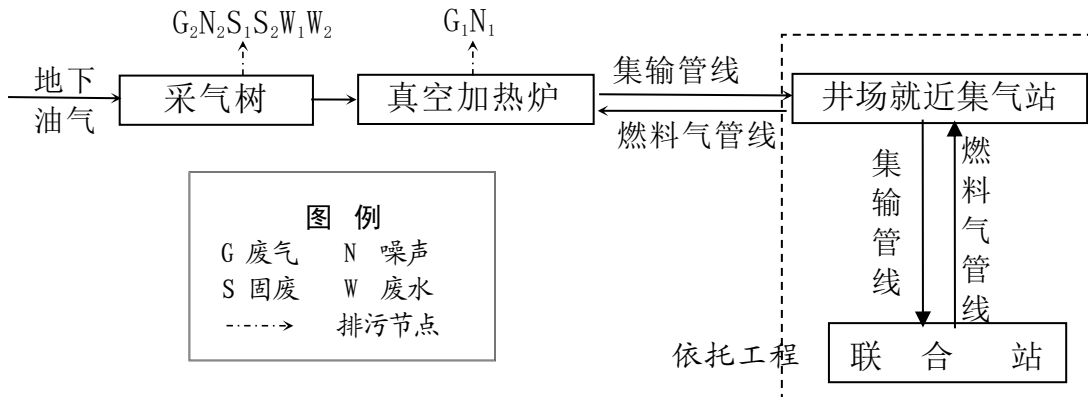 G₂N₂S₁S₂W₁W₂
G₁N₁
地下
油气
采气树
真空加热炉
集输管线
燃料气管线
井场就近集气站
集输管线
燃料气管线
图 例
G 废气 N 噪声
S 固废 W 废水
排污节点
依托工程
联 合 站